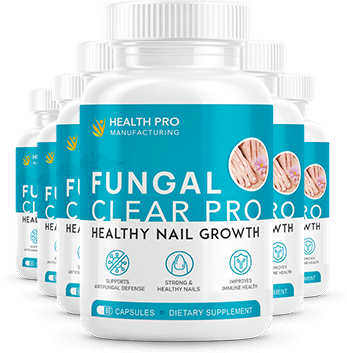 HEALTH PRO
MANUFACTURING
FUNGAL
CLEAR PRO
HEALTHY NAIL GROWTH
SUPPORTS
ANTIFUNGAL DEFENSE
STRONG &
HEALTHY NAILS
IMPROVES
IMMUNE HEALTH
60 CAPSULES • DIETARY SUPPLEMENT